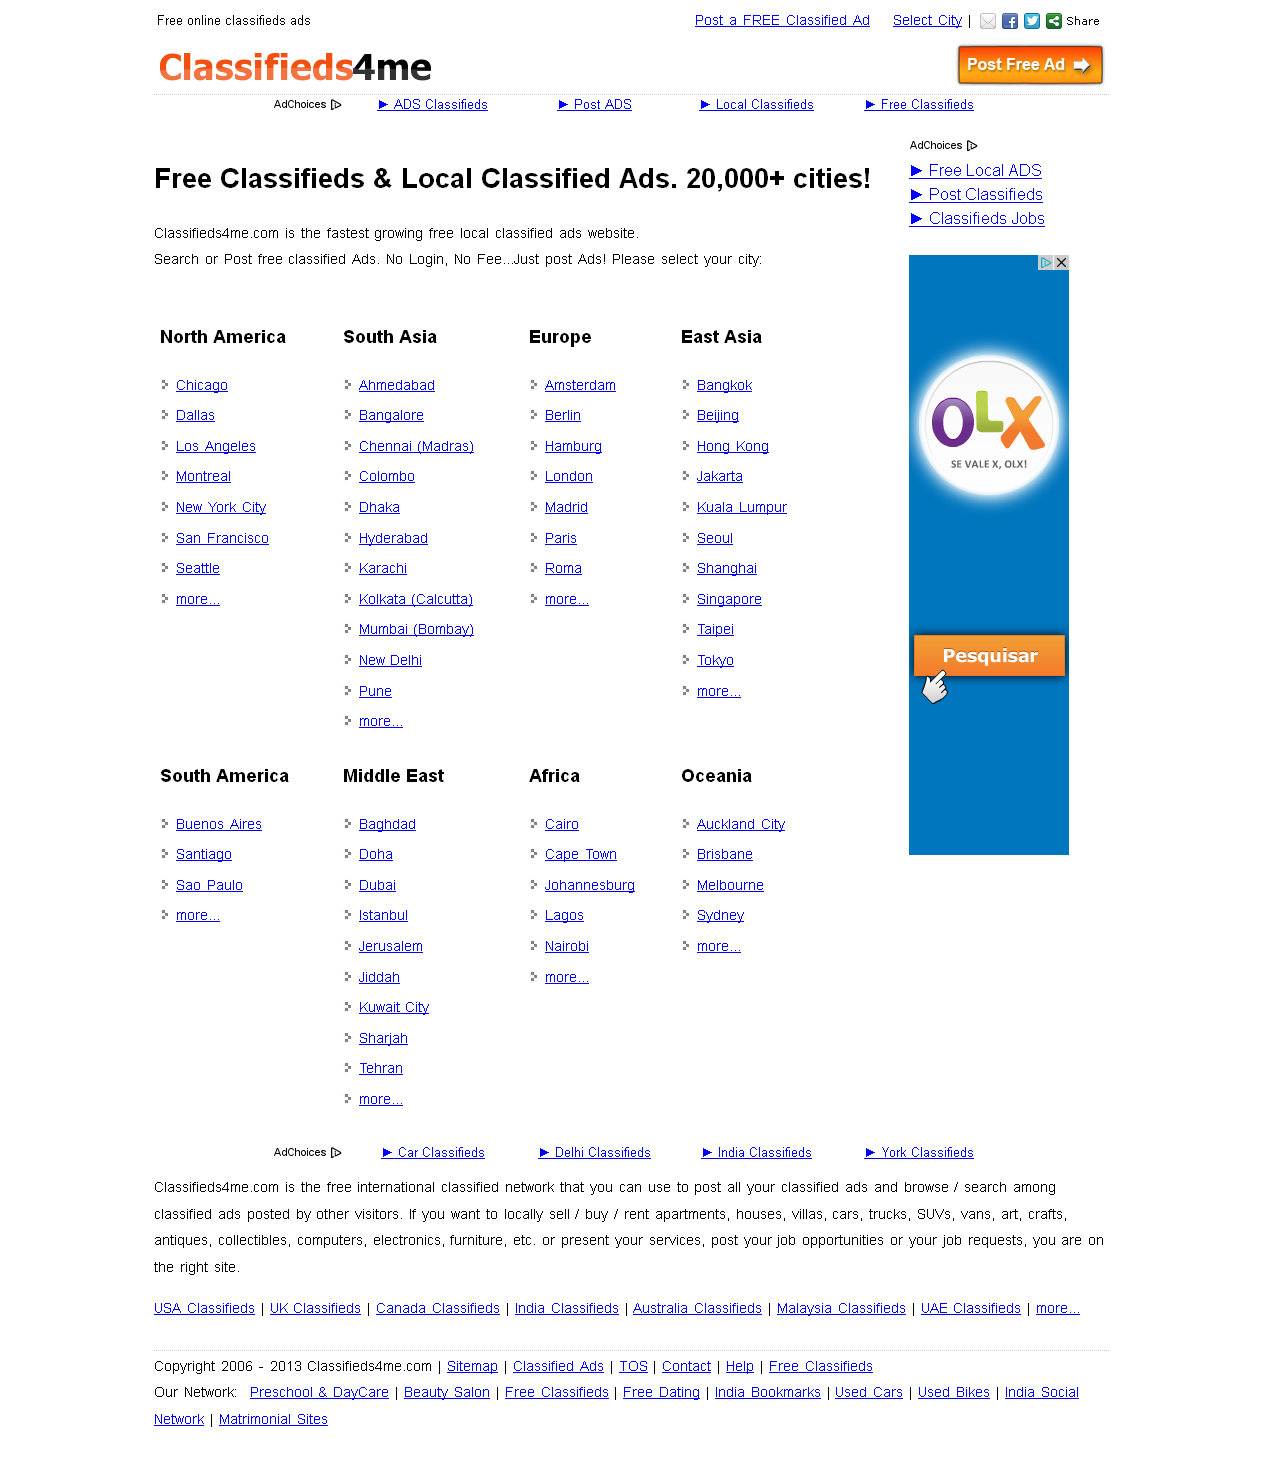 Free online classifieds ads
Post a FREE Classified Ad Select City | Share
Classifieds4me
Post Free Ad
AdChoices ADS Classifieds Post ADS Local Classifieds Free Classifieds
AdChoices
Free Local ADS
Post Classifieds
Classifieds Jobs
Free Classifieds & Local Classified Ads. 20,000+ cities!
Classifieds4me.com is the fastest growing free local classified ads website.
Search or Post free classified Ads. No Login, No Fee...Just post Ads! Please select your city:
North America
Chicago
Dallas
Los Angeles
Montreal
New York City
San Francisco
Seattle
more...
South Asia
Ahmedabad
Bangalore
Chennai (Madras)
Colombo
Dhaka
Hyderabad
Karachi
Kolkata (Calcutta)
Mumbai (Bombay)
New Delhi
Pune
more...
Europe
Amsterdam
Berlin
Hamburg
London
Madrid
Paris
Roma
more...
East Asia
Bangkok
Beijing
Hong Kong
Jakarta
Kuala Lumpur
Seoul
Shanghai
Singapore
Taipei
Tokyo
more...
OLX
SE VALE X, OLX!
Pesquisar
South America
Buenos Aires
Santiago
Sao Paulo
more...
Middle East
Baghdad
Doha
Dubai
Istanbul
Jerusalem
Jiddah
Kuwait City
Sharjah
Tehran
more...
Africa
Cairo
Cape Town
Johannesburg
Lagos
Nairobi
more...
Oceania
Auckland City
Brisbane
Melbourne
Sydney
more...
AdChoices Car Classifieds Delhi Classifieds India Classifieds York Classifieds
Classifieds4me.com is the free international classified network that you can use to post all your classified ads and browse / search among
classified ads posted by other visitors. If you want to locally sell / buy / rent apartments, houses, villas, cars, trucks, SUVs, vans, art, crafts,
antiques, collectibles, computers, electronics, furniture, etc. or present your services, post your job opportunities or your job requests, you are on
the right site.
USA Classifieds | UK Classifieds | Canada Classifieds | India Classifieds | Australia Classifieds | Malaysia Classifieds | UAE Classifieds | more...
Copyright 2006 - 2013 Classifieds4me.com | Sitemap | Classified Ads | TOS | Contact | Help | Free Classifieds
Our Network: Preschool & DayCare | Beauty Salon | Free Classifieds | Free Dating | India Bookmarks | Used Cars | Used Bikes | India Social
Network | Matrimonial Sites